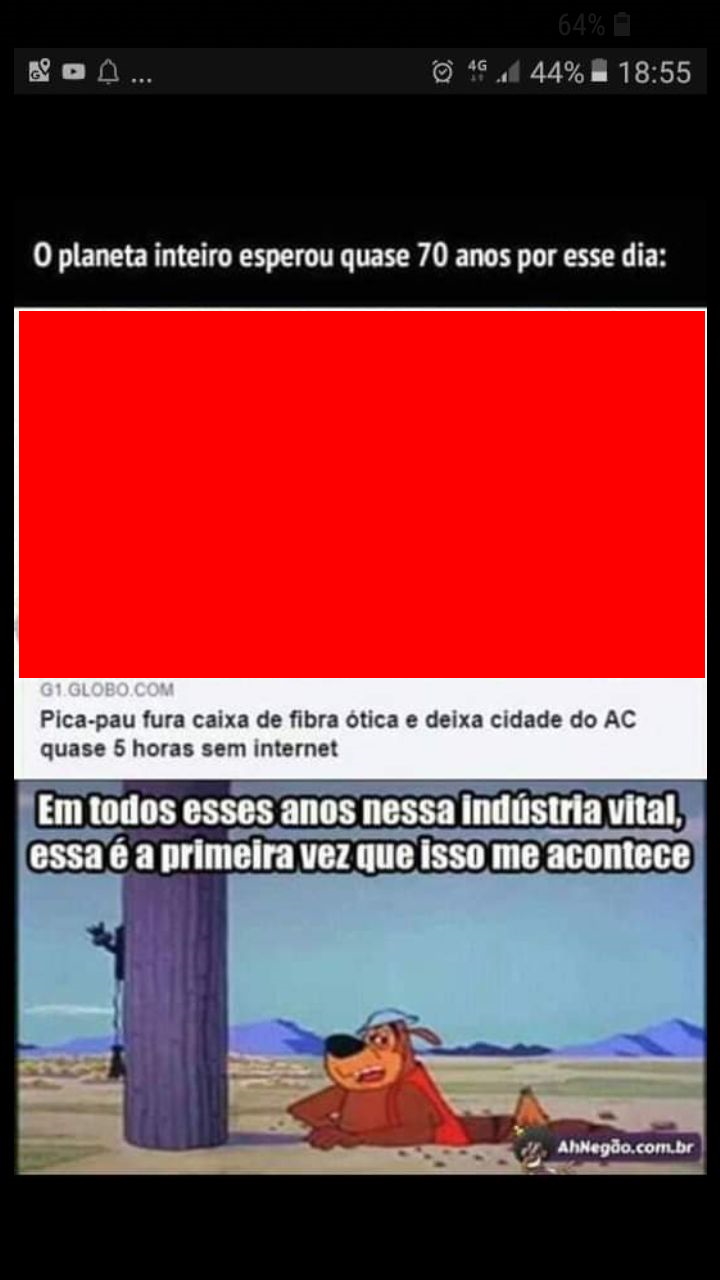 64%
... 4G 44% 18:55
O planeta inteiro esperou quase 70 anos por esse dia:
G1.GLOBO.COM
Pica-pau fura caixa de fibra ótica e deixa cidade do AC
quase 5 horas sem internet
Em todos esses anos nessa indústria vital,
essa é a primeira vez que isso me acontece
AhNegão.com.br